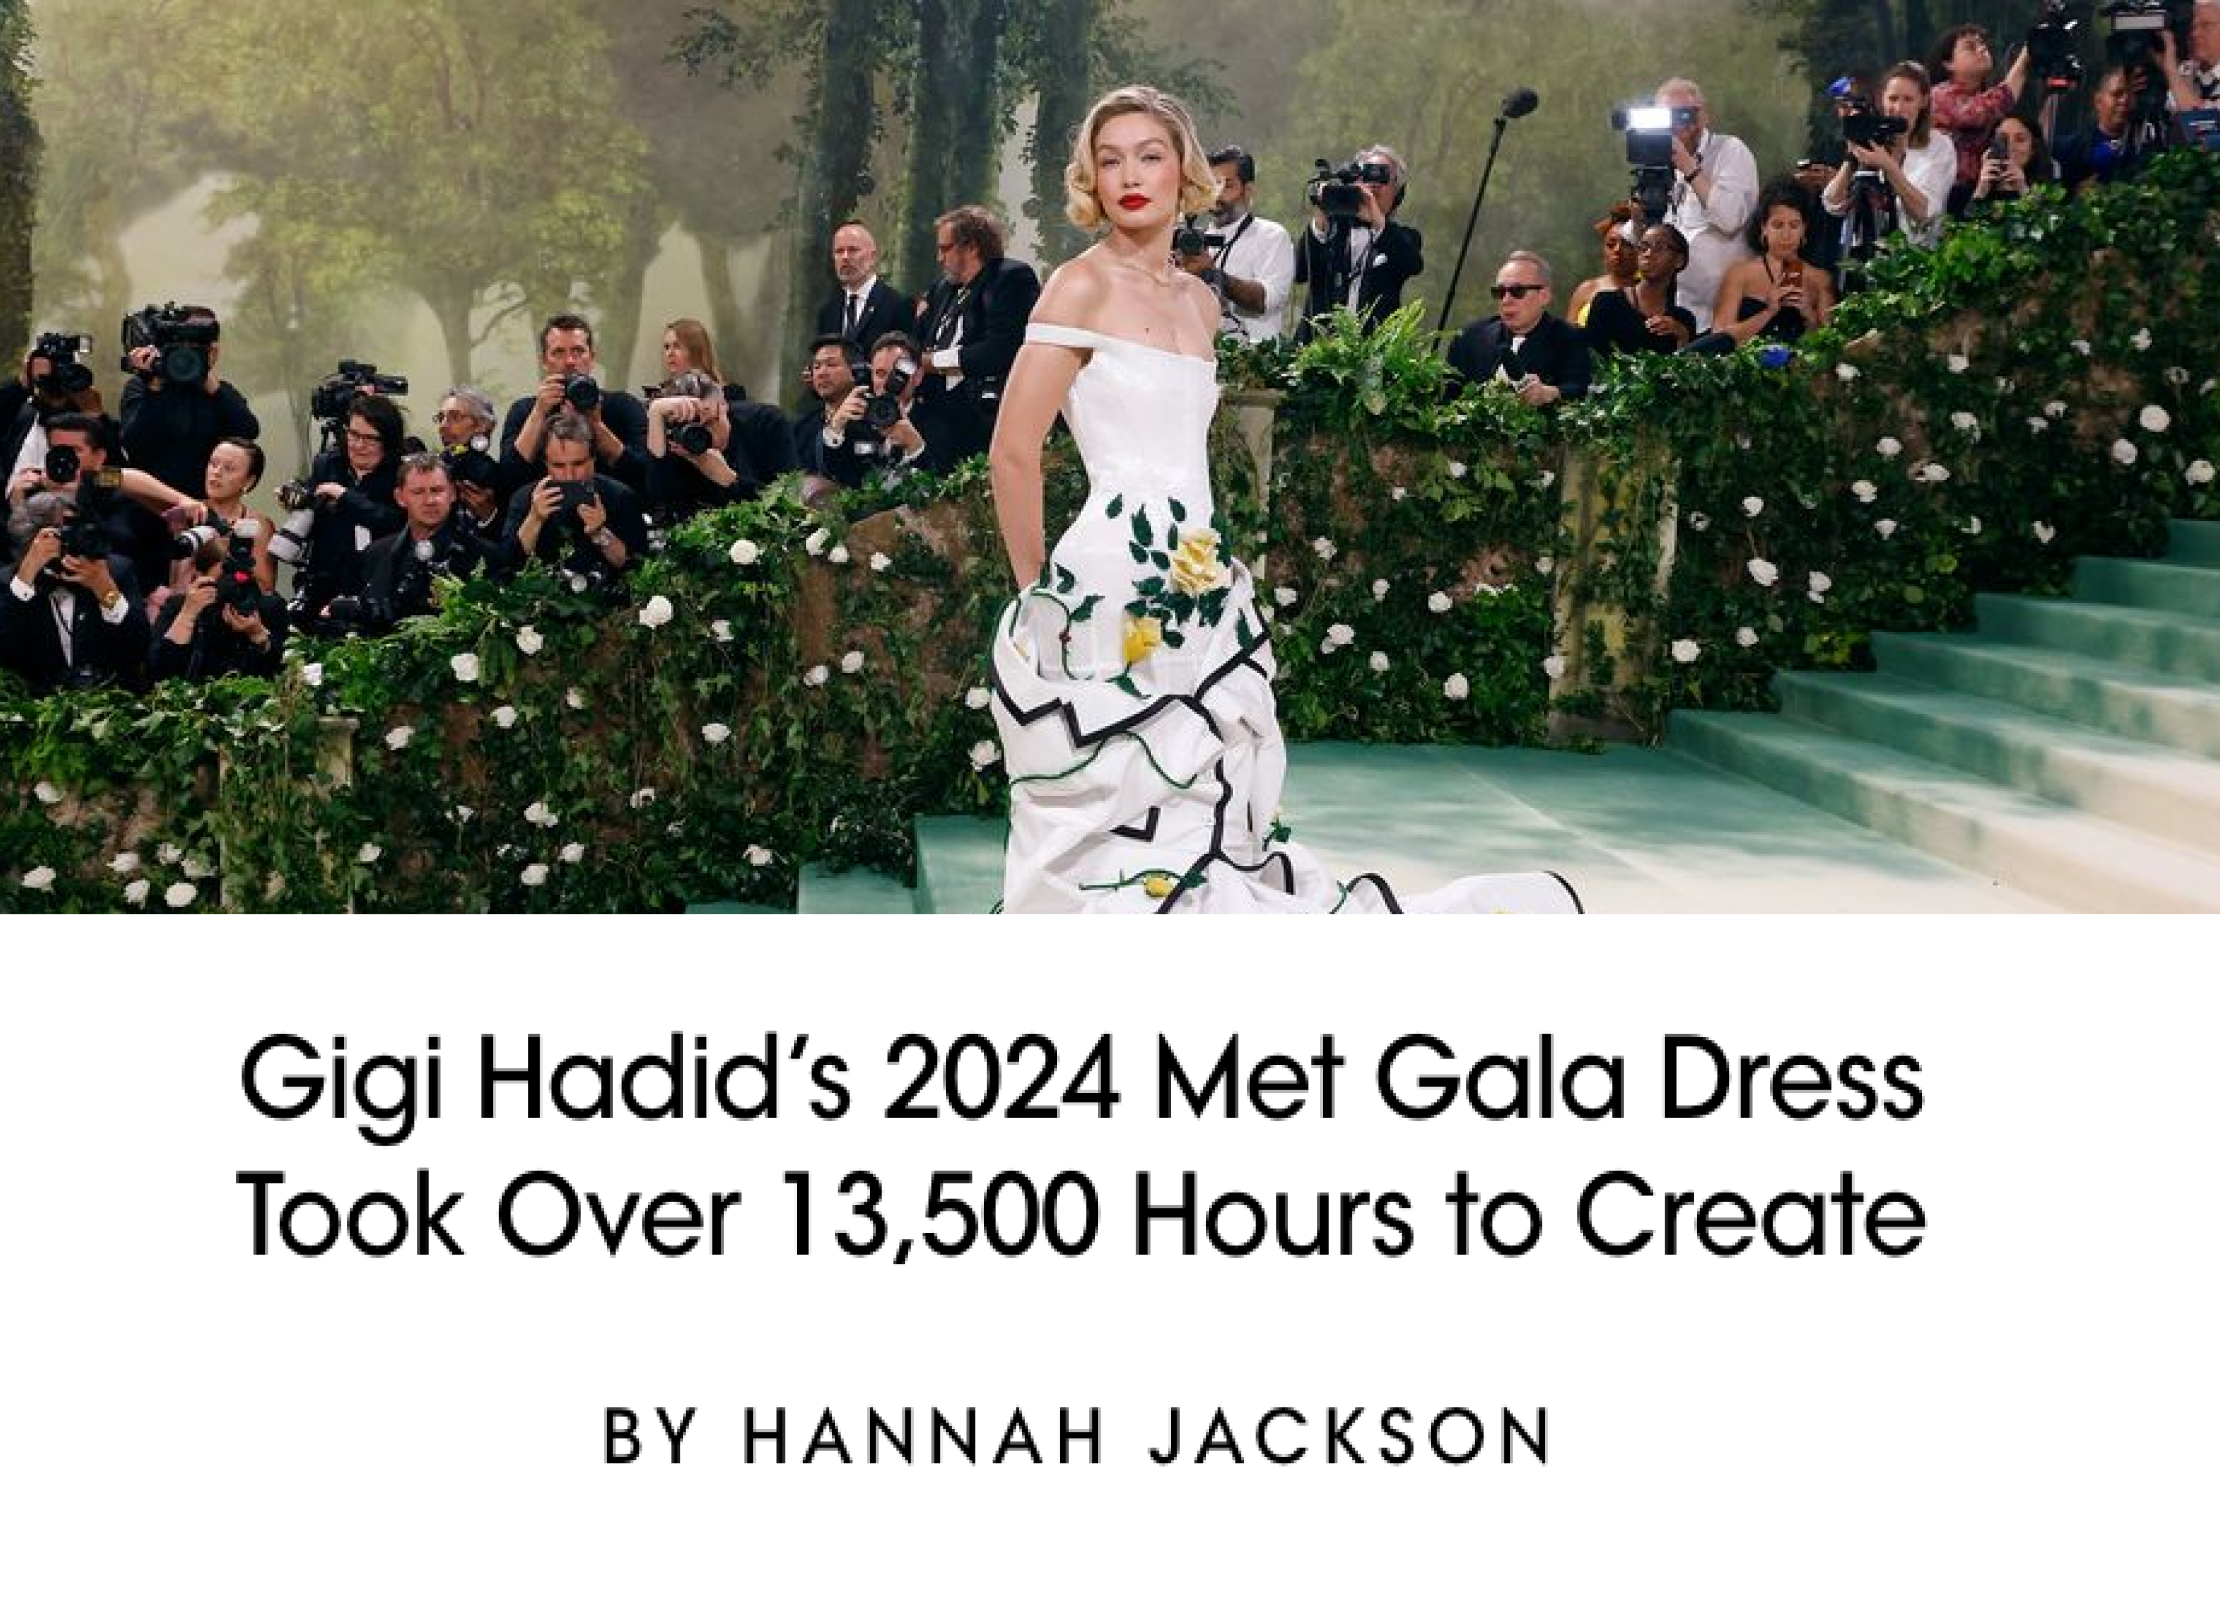 Gigi Hadid’s 2024 Met Gala Dress
Took Over 13,500 Hours to Create
BY HANNAH JACKSON